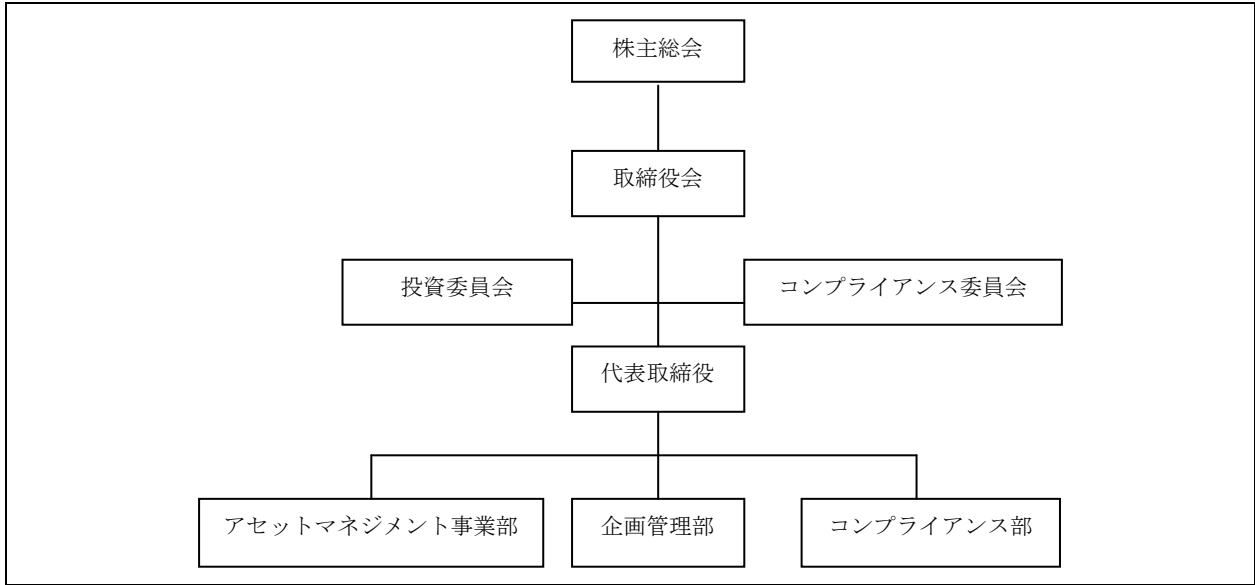 株主総会
取締役会
投資委員会
コンプライアンス委員会
代表取締役
アセットマネジメント事業部
企画管理部
コンプライアンス部